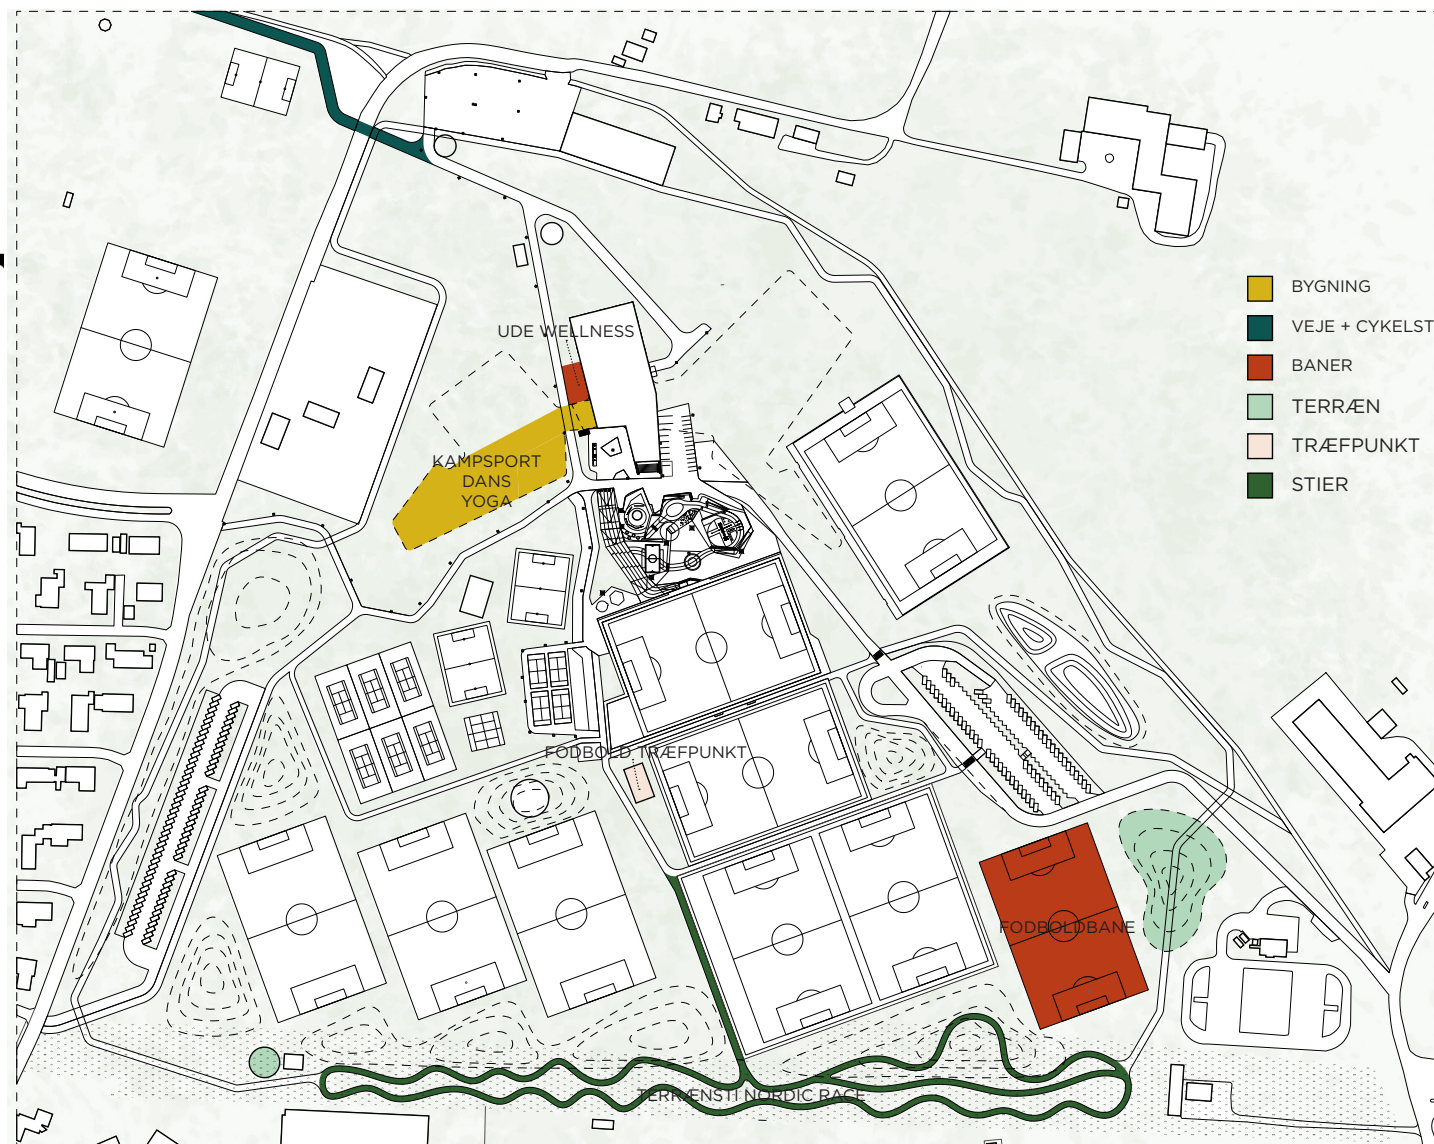 UDE WELLNESS
KAMPSPORT
DANS
YOGA
FODBOLD TRÆFPUNKT
FODBOLDBANE
TERRÆNSTI NORDIC RACE
BYGNING
VEJE + CYKELST
BANER
TERRÆN
TRÆFPUNKT
STIER